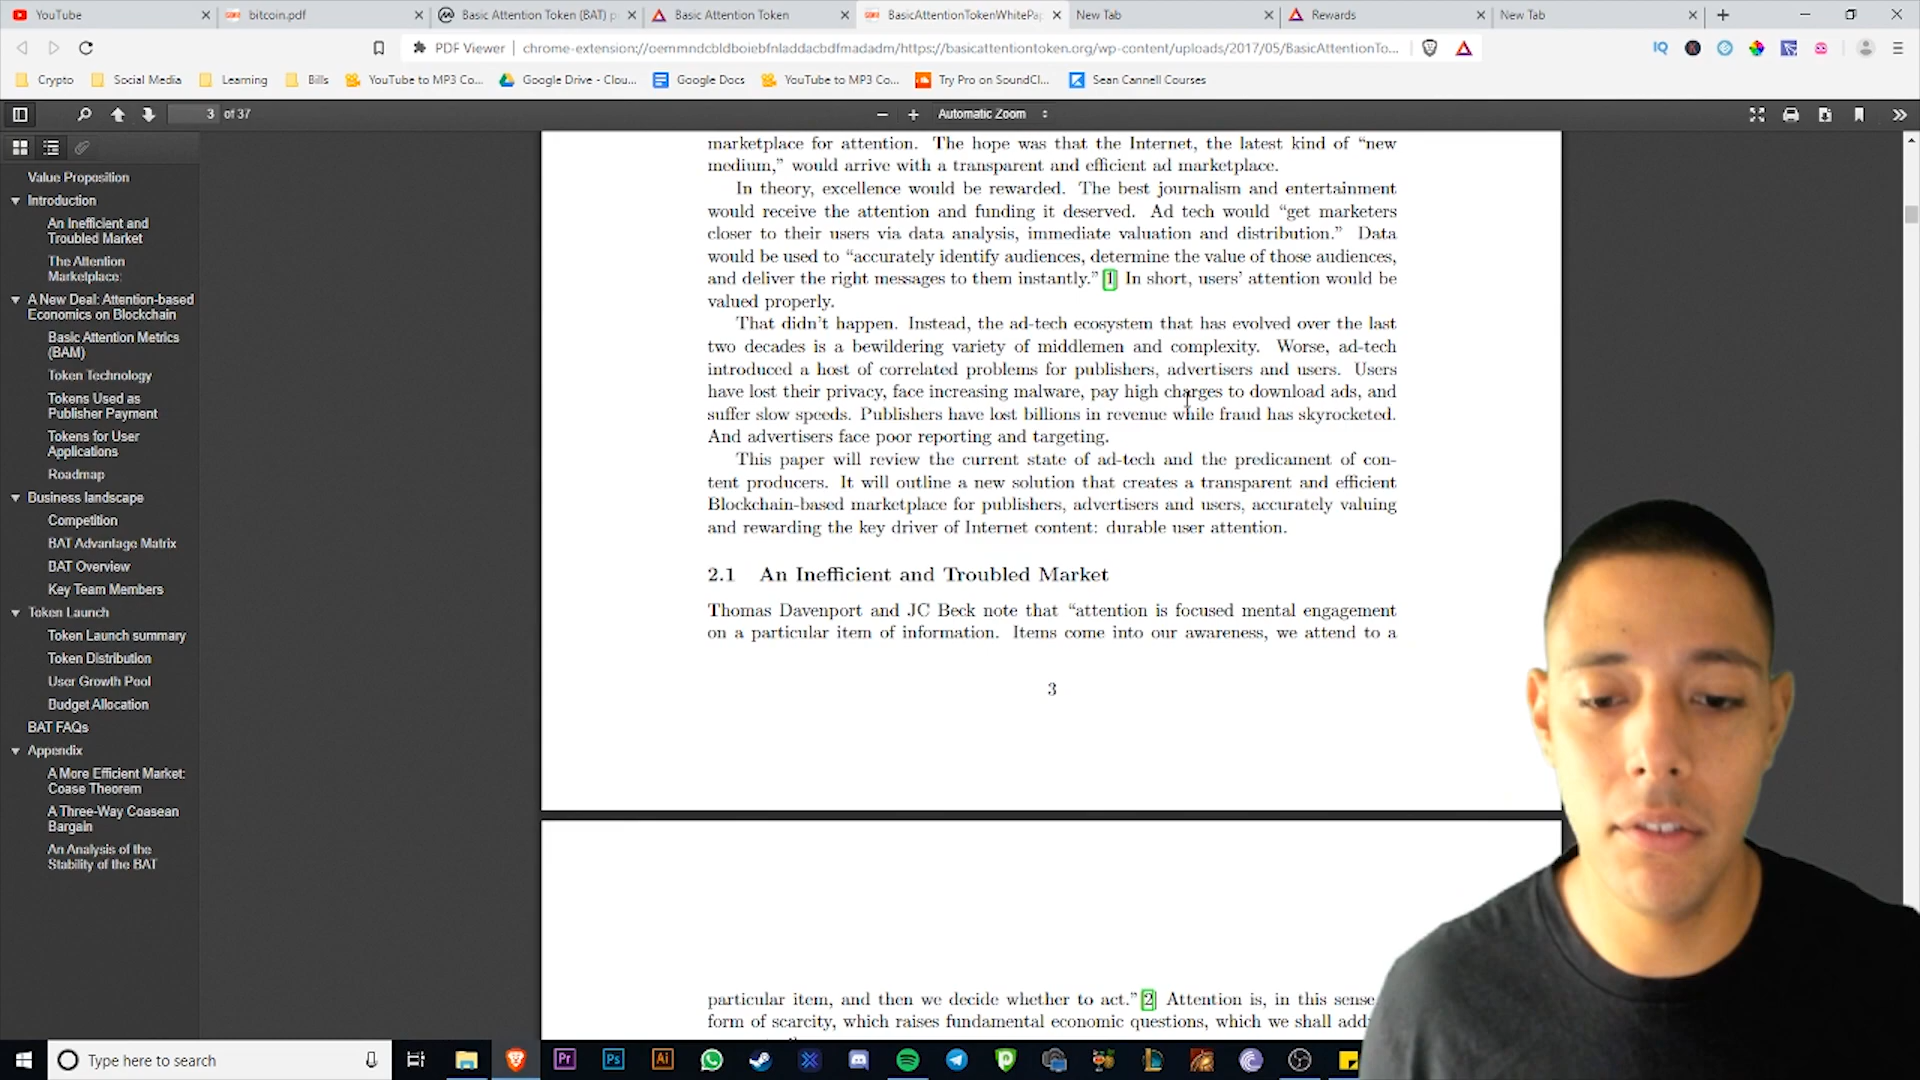 YouTube
bitcoin.pdf
Basic Attention Token (BAT) p
Basic Attention Token
BasicAttentionTokenWhitePa
New Tab
Rewards
New Tab
PDF Viewer
chrome-extension://oemmndcbldboiebfnladdacbdfmadadm/https://basicattentiontoken.org/wp-content/uploads/2017/05/BasicAttentionTo...
IQ
Crypto
Social Media
Learning
Bills
YouTube to MP3 Co...
Google Drive - Clou...
Google Docs
YouTube to MP3 Co...
Try Pro on SoundCl...
Sean Cannell Courses
3 of 37
Automatic Zoom
Value Proposition
Introduction
An Inefficient and
Troubled Market
The Attention
Marketplace:
A New Deal: Attention-based
Economics on Blockchain
Basic Attention Metrics
(BAM)
Token Technology
Tokens Used as
Publisher Payment
Tokens for User
Applications
Roadmap
Business landscape
Competition
BAT Advantage Matrix
BAT Overview
Key Team Members
Token Launch
Token Launch summary
Token Distribution
User Growth Pool
Budget Allocation
BAT FAQs
Appendix
A More Efficient Market:
Coase Theorem
A Three-Way Coasean
Bargain
An Analysis of the
Stability of the BAT
marketplace for attention. The hope was that the Internet, the latest kind of “new
medium,” would arrive with a transparent and efficient ad marketplace.
In theory, excellence would be rewarded. The best journalism and entertainment
would receive the attention and funding it deserved. Ad tech would “get marketers
closer to their users via data analysis, immediate valuation and distribution.” Data
would be used to “accurately identify audiences, determine the value of those audiences,
and deliver the right messages to them instantly.” 1 In short, users’ attention would be
valued properly.
That didn’t happen. Instead, the ad-tech ecosystem that has evolved over the last
two decades is a bewildering variety of middlemen and complexity. Worse, ad-tech
introduced a host of correlated problems for publishers, advertisers and users. Users
have lost their privacy, face increasing malware, pay high charges to download ads, and
suffer slow speeds. Publishers have lost billions in revenue while fraud has skyrocketed.
And advertisers face poor reporting and targeting.
This paper will review the current state of ad-tech and the predicament of con-
tent producers. It will outline a new solution that creates a transparent and efficient
Blockchain-based marketplace for publishers, advertisers and users, accurately valuing
and rewarding the key driver of Internet content: durable user attention.
2.1 An Inefficient and Troubled Market
Thomas Davenport and JC Beck note that “attention is focused mental engagement
on a particular item of information. Items come into our awareness, we attend to a
3
particular item, and then we decide whether to act.” 2 Attention is, in this sense
form of scarcity, which raises fundamental economic questions, which we shall add
Type here to search
Pr
Ps
Ai